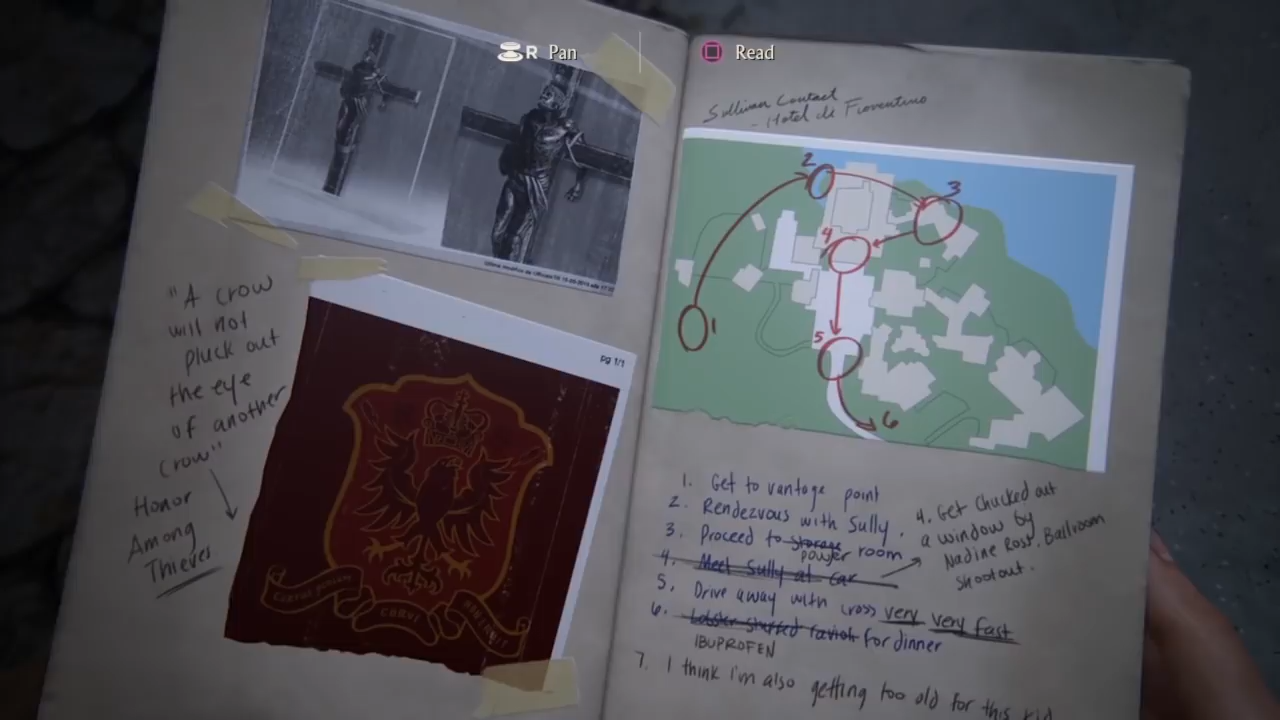 R Pan
Read
pg 1/1
"A crow
will not
pluck out
the eye
of another
crow"
Honor
Among
Thieves
CORVI
Sullivan Contact
- Hotel di Fiorentino
2
3
4
1
5
6
1. Get to vantage point
2. Rendezvous with Sully.
3. Proceed to storage room
power
4. Meet Sully at car
4. Get chucked out
a window by
Nadine Ross. Ballroom
Shootout.
5. Drive away with cross very very fast
6. Lobster stuffed ravioli for dinner
IBUPROFEN
7. I think i'm also getting too old for this kid